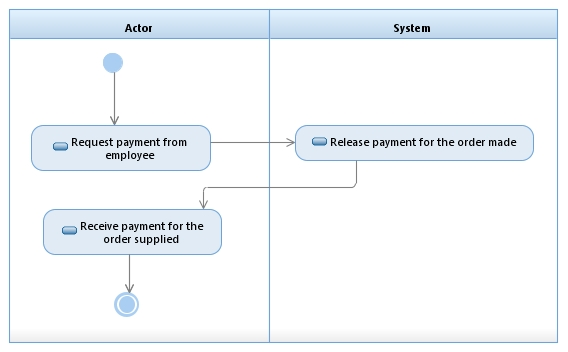 Actor
System
Request payment from
employee
Release payment for the order made
Receive payment for the
order supplied